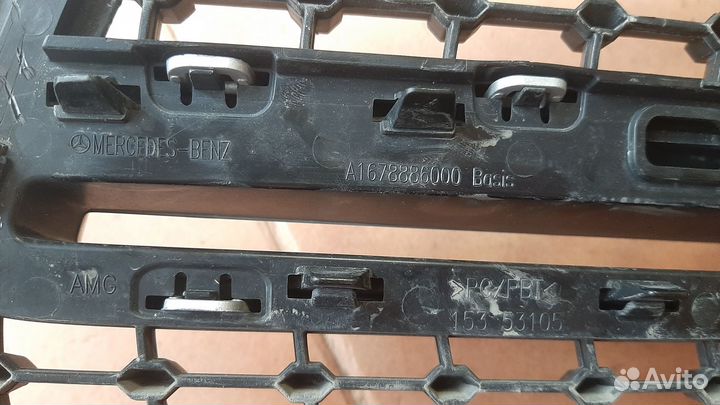 MERCEDES-BENZ
A1678886000 Basis
AMG
>PC/PBT<
153 53105
Avito